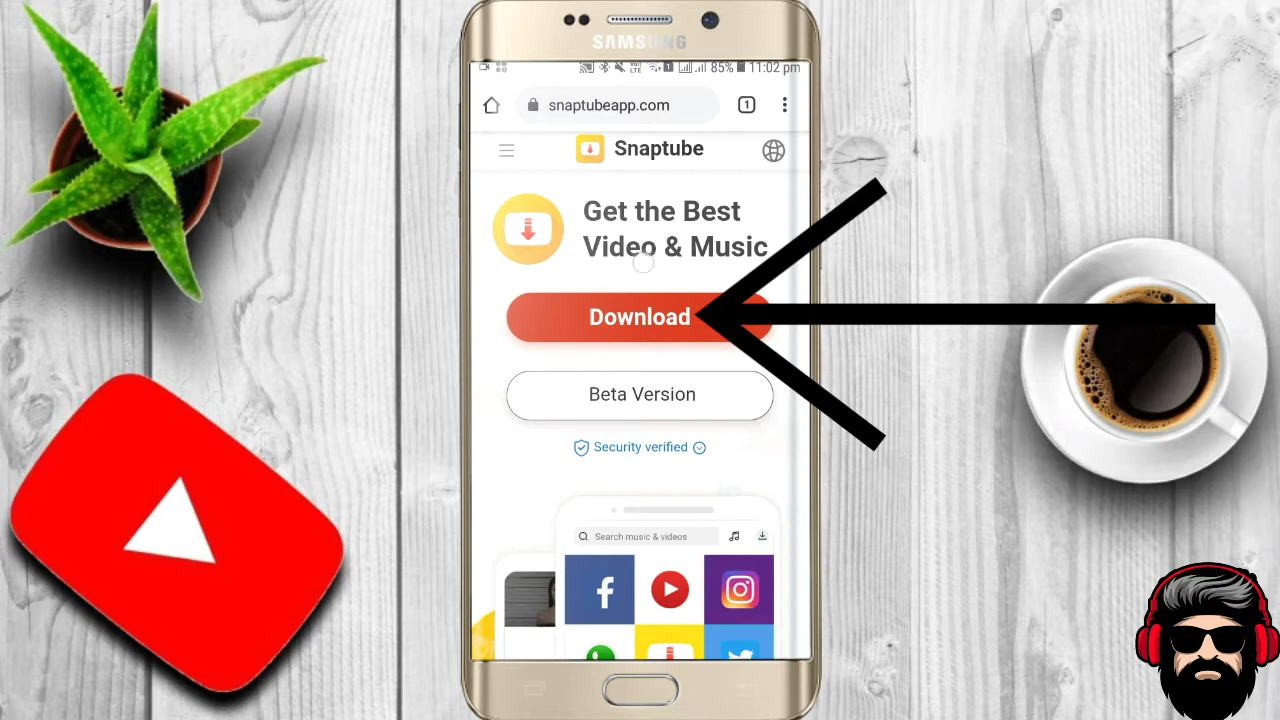 SAMSUNG
85% 11:02 pm
snaptubeapp.com
1
Snaptube
Get the Best
Video & Music
Download
Beta Version
Security verified
Search music & videos